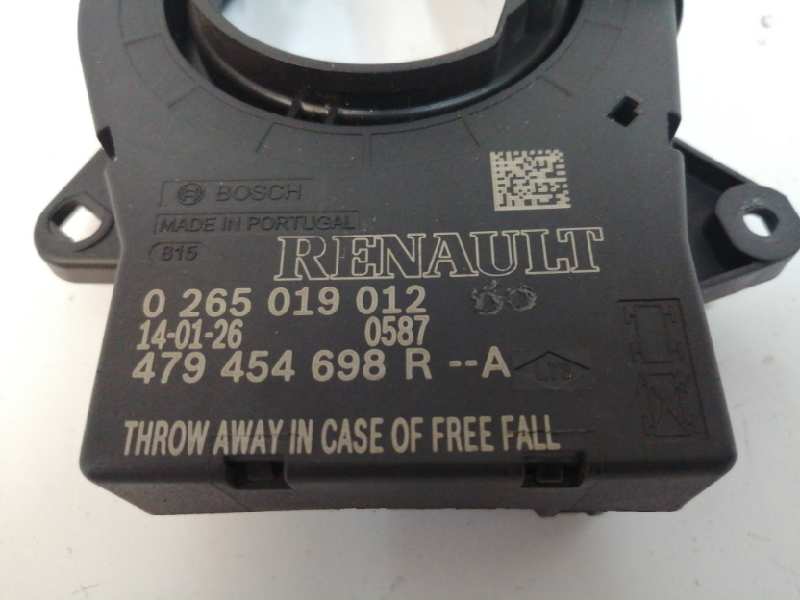 BOSCH
MADE IN PORTUGAL
B15
RENAULT
0 265 019 012
14-01-26 0587
479 454 698 R --A
THROW AWAY IN CASE OF FREE FALL